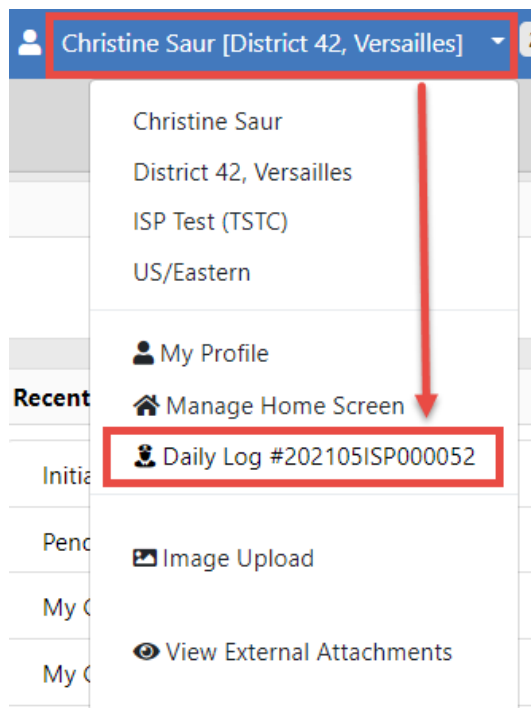 Christine Saur [District 42, Versailles]
Christine Saur
District 42, Versailles
ISP Test (TSTC)
US/Eastern
My Profile
Recent
Manage Home Screen
Daily Log #202105ISP000052
Initia
Pend
Image Upload
My
View External Attachments
My